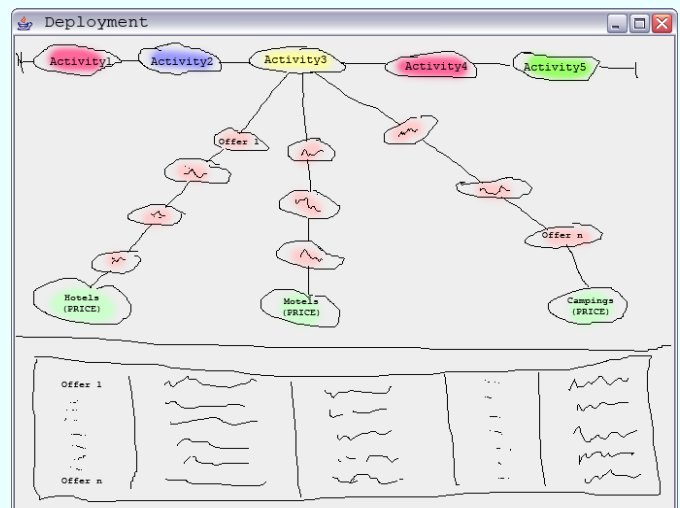 Deployment
Activity1 Activity2 Activity3 Activity4 Activity5
Offer 1
Offer n
Hotels
(PRICE)
Motels
(PRICE)
Campings
(PRICE)
Offer 1
Offer n